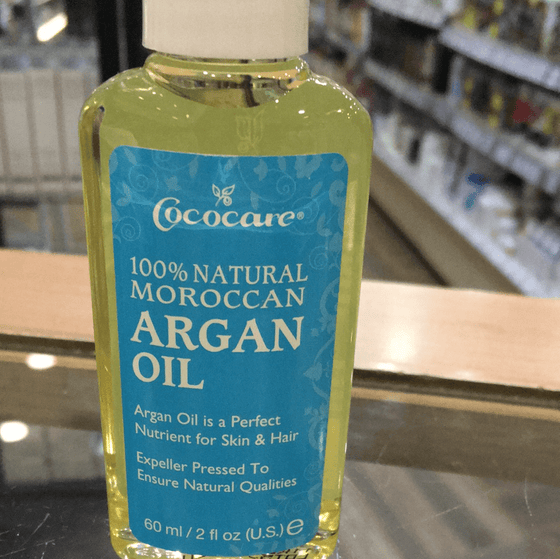 Cococare®
100% NATURAL
MOROCCAN
ARGAN
OIL
Argan Oil is a Perfect
Nutrient for Skin & Hair
Expeller Pressed To
Ensure Natural Qualities
60 ml / 2 fl oz (U.S.) ℮